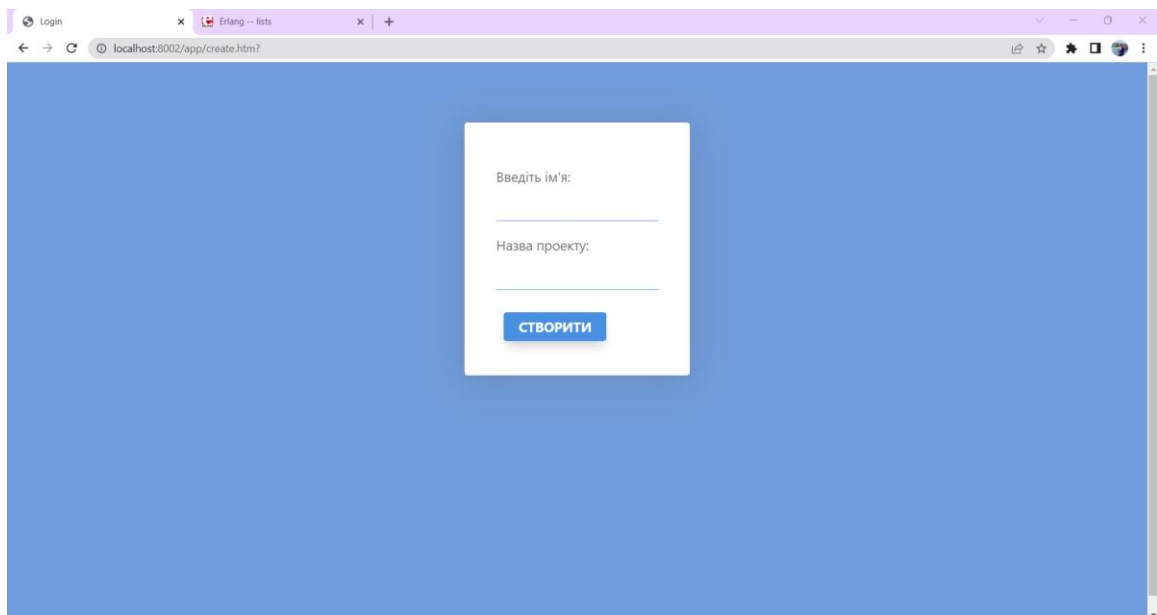 Login
Erlang -- lists
localhost:8002/app/create.htm?
Введіть ім'я:
Назва проекту:
СТВОРИТИ